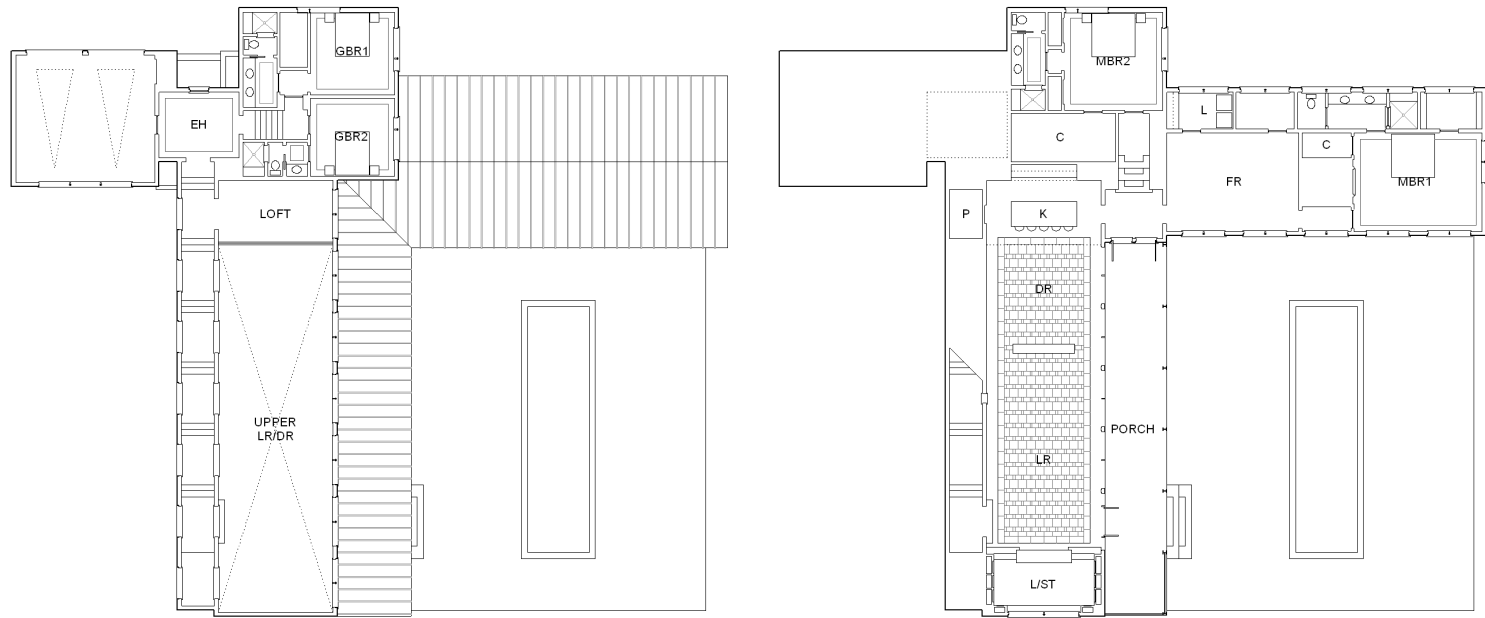 GBR1
EH
GBR2
LOFT
UPPER
LR/DR
MBR2
L
C
C
FR
MBR1
P
K
DR
PORCH
LR
L/ST